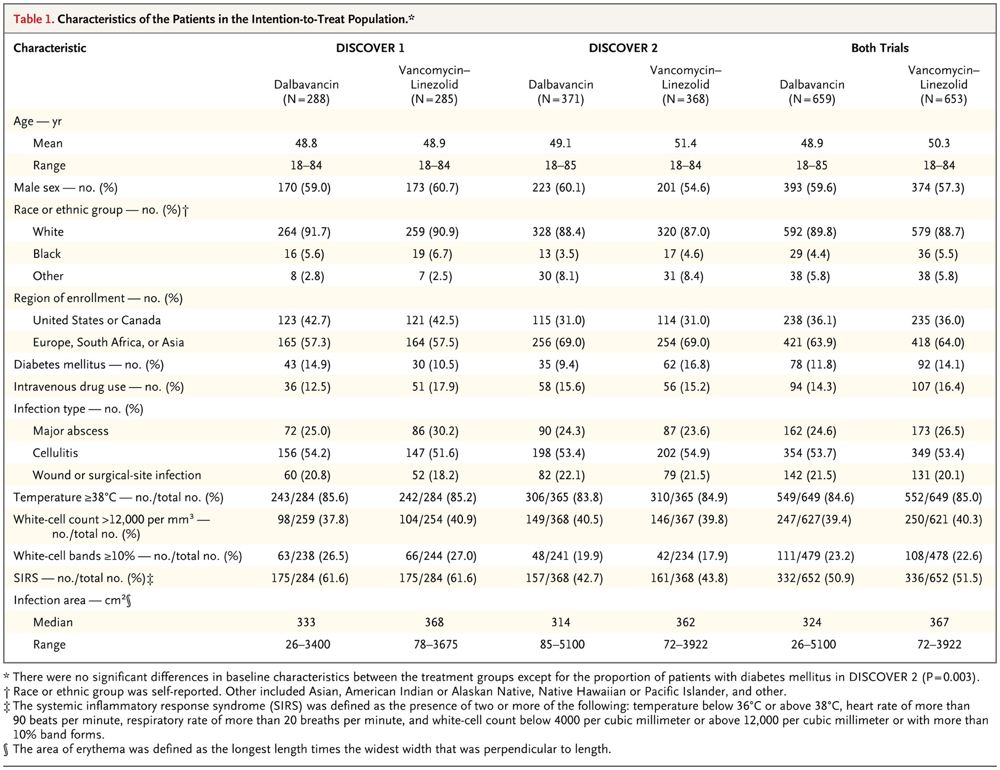 Table 1. Characteristics of the Patients in the Intention-to-Treat Population.*
Characteristic DISCOVER 1 DISCOVER 2 Both Trials
Dalbavancin (N=288) Vancomycin–Linezolid (N=285) Dalbavancin (N=371) Vancomycin–Linezolid (N=368) Dalbavancin (N=659) Vancomycin–Linezolid (N=653)
Age — yr
Mean 48.8 48.9 49.1 51.4 48.9 50.3
Range 18–84 18–84 18–85 18–84 18–85 18–84
Male sex — no. (%) 170 (59.0) 173 (60.7) 223 (60.1) 201 (54.6) 393 (59.6) 374 (57.3)
Race or ethnic group — no. (%)†
White 264 (91.7) 259 (90.9) 328 (88.4) 320 (87.0) 592 (89.8) 579 (88.7)
Black 16 (5.6) 19 (6.7) 13 (3.5) 17 (4.6) 29 (4.4) 36 (5.5)
Other 8 (2.8) 7 (2.5) 30 (8.1) 31 (8.4) 38 (5.8) 38 (5.8)
Region of enrollment — no. (%)
United States or Canada 123 (42.7) 121 (42.5) 115 (31.0) 114 (31.0) 238 (36.1) 235 (36.0)
Europe, South Africa, or Asia 165 (57.3) 164 (57.5) 256 (69.0) 254 (69.0) 421 (63.9) 418 (64.0)
Diabetes mellitus — no. (%) 43 (14.9) 30 (10.5) 35 (9.4) 62 (16.8) 78 (11.8) 92 (14.1)
Intravenous drug use — no. (%) 36 (12.5) 51 (17.9) 58 (15.6) 56 (15.2) 94 (14.3) 107 (16.4)
Infection type — no. (%)
Major abscess 72 (25.0) 86 (30.2) 90 (24.3) 87 (23.6) 162 (24.6) 173 (26.5)
Cellulitis 156 (54.2) 147 (51.6) 198 (53.4) 202 (54.9) 354 (53.7) 349 (53.4)
Wound or surgical-site infection 60 (20.8) 52 (18.2) 82 (22.1) 79 (21.5) 142 (21.5) 131 (20.1)
Temperature ≥38°C — no./total no. (%) 243/284 (85.6) 242/284 (85.2) 306/365 (83.8) 310/365 (84.9) 549/649 (84.6) 552/649 (85.0)
White-cell count >12,000 per mm³ — 98/259 (37.8) 104/254 (40.9) 149/368 (40.5) 146/367 (39.8) 247/627(39.4) 250/621 (40.3)
no./total no. (%)
White-cell bands ≥10% — no./total no. (%) 63/238 (26.5) 66/244 (27.0) 48/241 (19.9) 42/234 (17.9) 111/479 (23.2) 108/478 (22.6)
SIRS — no./total no. (%)‡ 175/284 (61.6) 175/284 (61.6) 157/368 (42.7) 161/368 (43.8) 332/652 (50.9) 336/652 (51.5)
Infection area — cm²§
Median 333 368 314 362 324 367
Range 26–3400 78–3675 85–5100 72–3922 26–5100 72–3922
* There were no significant differences in baseline characteristics between the treatment groups except for the proportion of patients with diabetes mellitus in DISCOVER 2 (P=0.003).
† Race or ethnic group was self-reported. Other included Asian, American Indian or Alaskan Native, Native Hawaiian or Pacific Islander, and other.
‡ The systemic inflammatory response syndrome (SIRS) was defined as the presence of two or more of the following: temperature below 36°C or above 38°C, heart rate of more than
90 beats per minute, respiratory rate of more than 20 breaths per minute, and white-cell count below 4000 per cubic millimeter or above 12,000 per cubic millimeter or with more than
10% band forms.
§ The area of erythema was defined as the longest length times the widest width that was perpendicular to length.